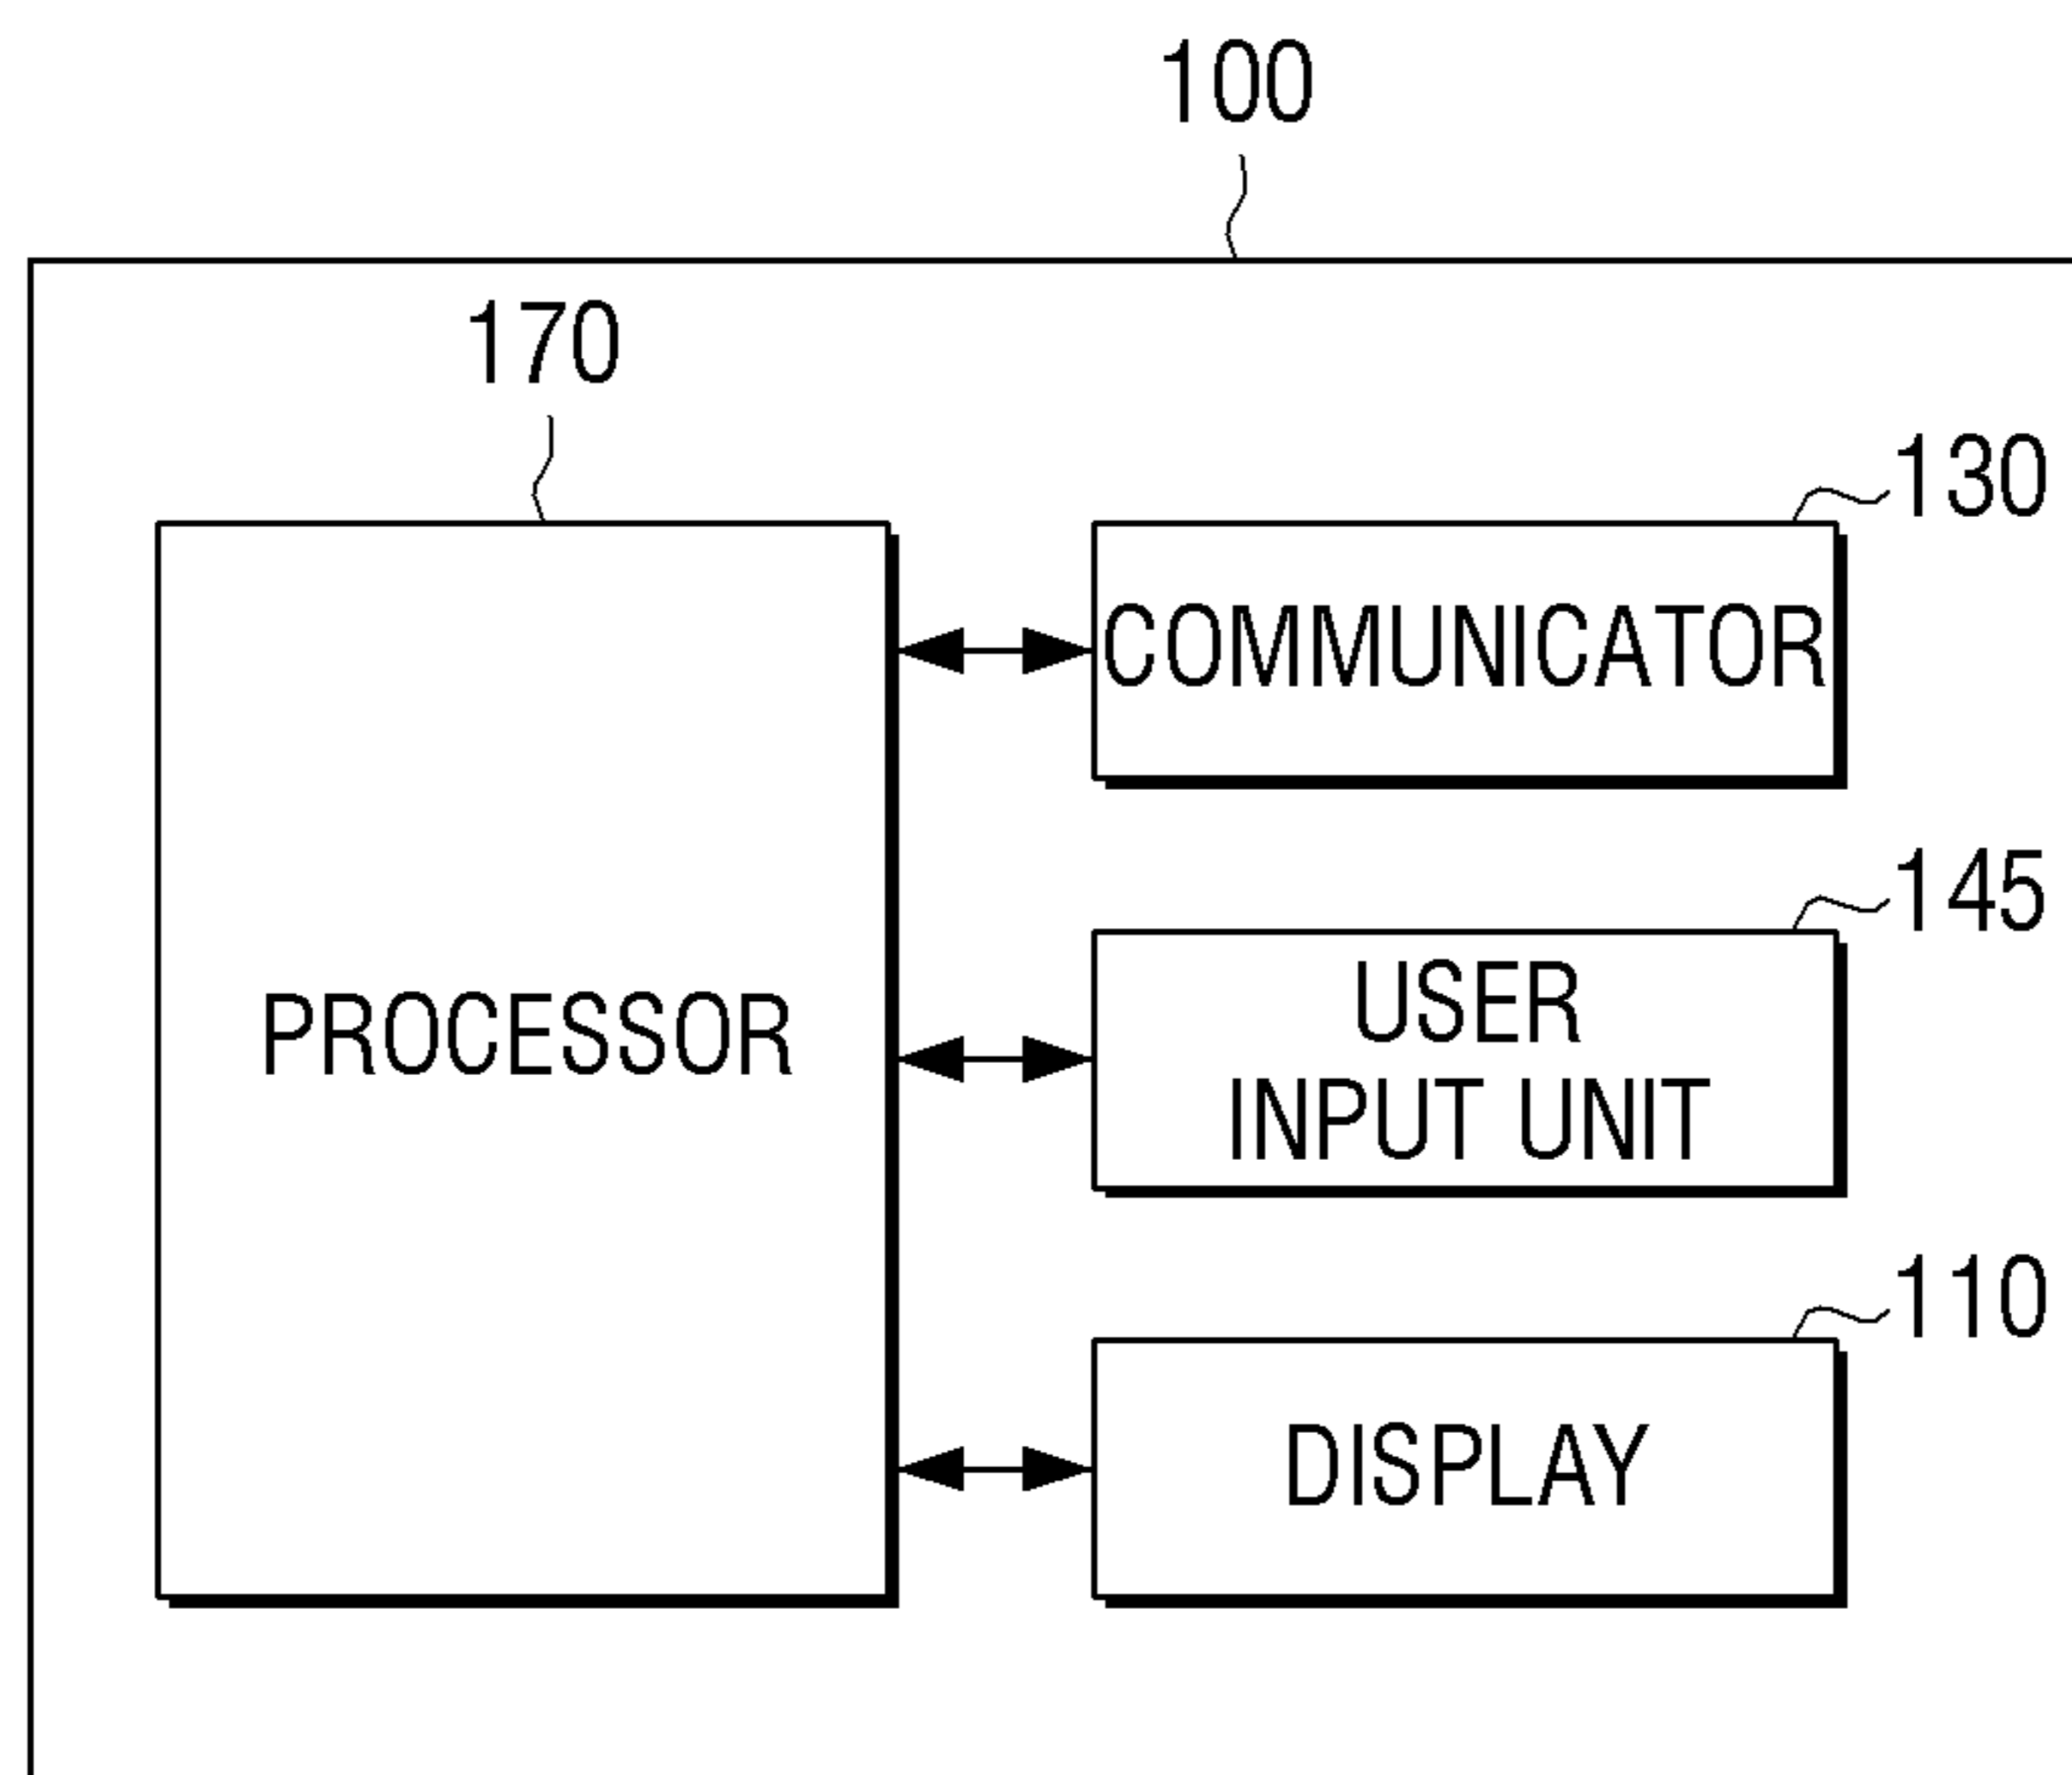 100
170
130
COMMUNICATOR
145
PROCESSOR
USER
INPUT UNIT
110
DISPLAY